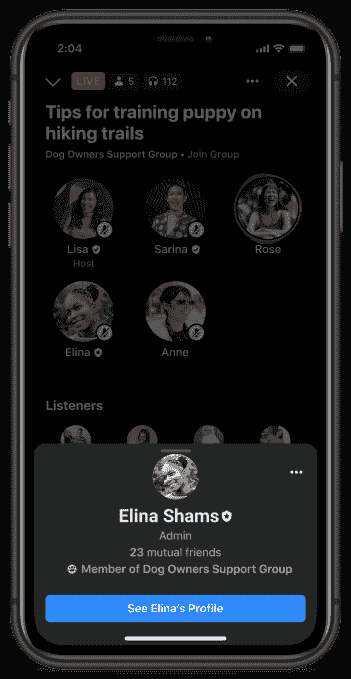 2:04
LIVE 5 112
Tips for training puppy on
hiking trails
Dog Owners Support Group • Join Group
Lisa Sarina Rose
Host
Elina Anne
Listeners
Elina Shams
Admin
23 mutual friends
Member of Dog Owners Support Group
See Elina's Profile